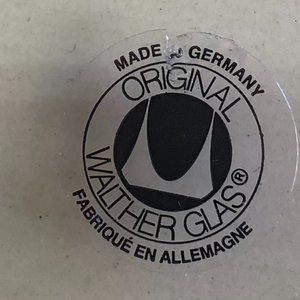 MADE IN GERMANY
ORIGINAL
WALTHER GLAS®
FABRIQUÉ EN ALLEMAGNE